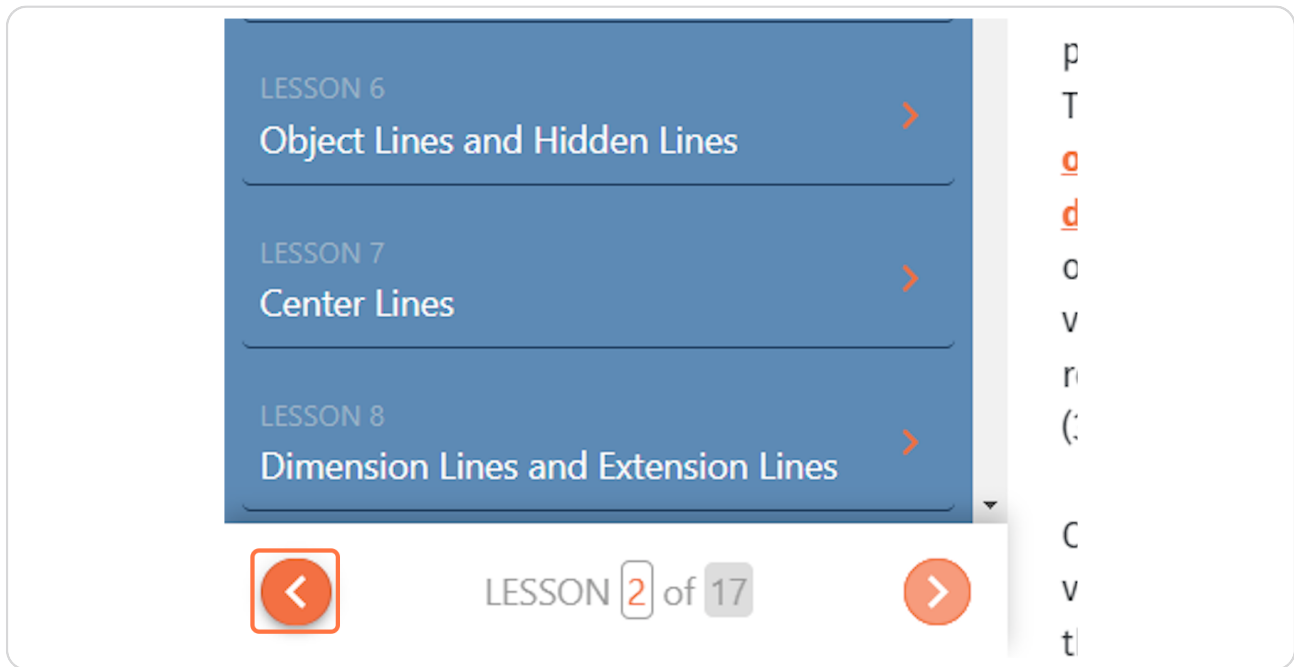 LESSON 6
Object Lines and Hidden Lines
LESSON 7
Center Lines
LESSON 8
Dimension Lines and Extension Lines
LESSON 2 of 17